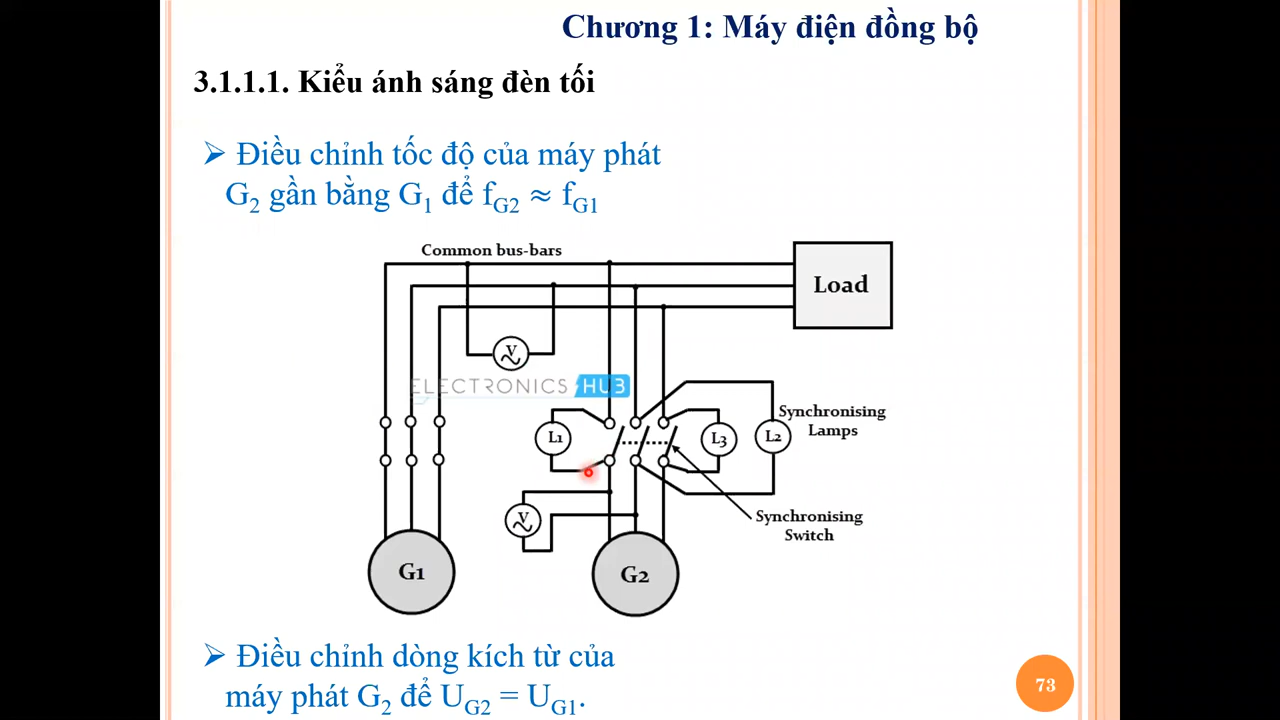 Chương 1: Máy điện đồng bộ
3.1.1.1. Kiểu ánh sáng đèn tối
➢ Điều chỉnh tốc độ của máy phát
G2 gần bằng G1 để fG2 ≈ fG1
Common bus-bars
Load
V
ELECTRONICS HUB
L1
L3
L2
Synchronising
Lamps
V
Synchronising
Switch
G1
G2
➢ Điều chỉnh dòng kích từ của
máy phát G2 để UG2 = UG1.
73